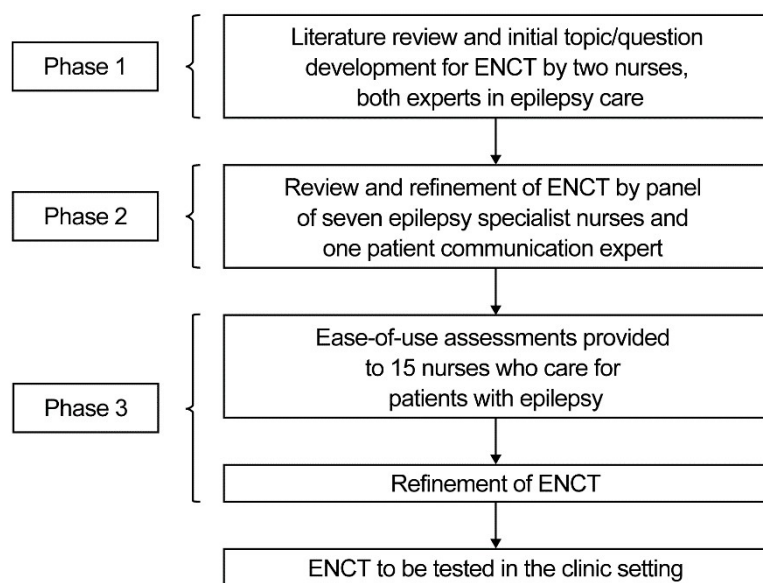 Phase 1
Literature review and initial topic/question
development for ENCT by two nurses,
both experts in epilepsy care
Phase 2
Review and refinement of ENCT by panel
of seven epilepsy specialist nurses and
one patient communication expert
Phase 3
Ease-of-use assessments provided
to 15 nurses who care for
patients with epilepsy
Refinement of ENCT
ENCT to be tested in the clinic setting